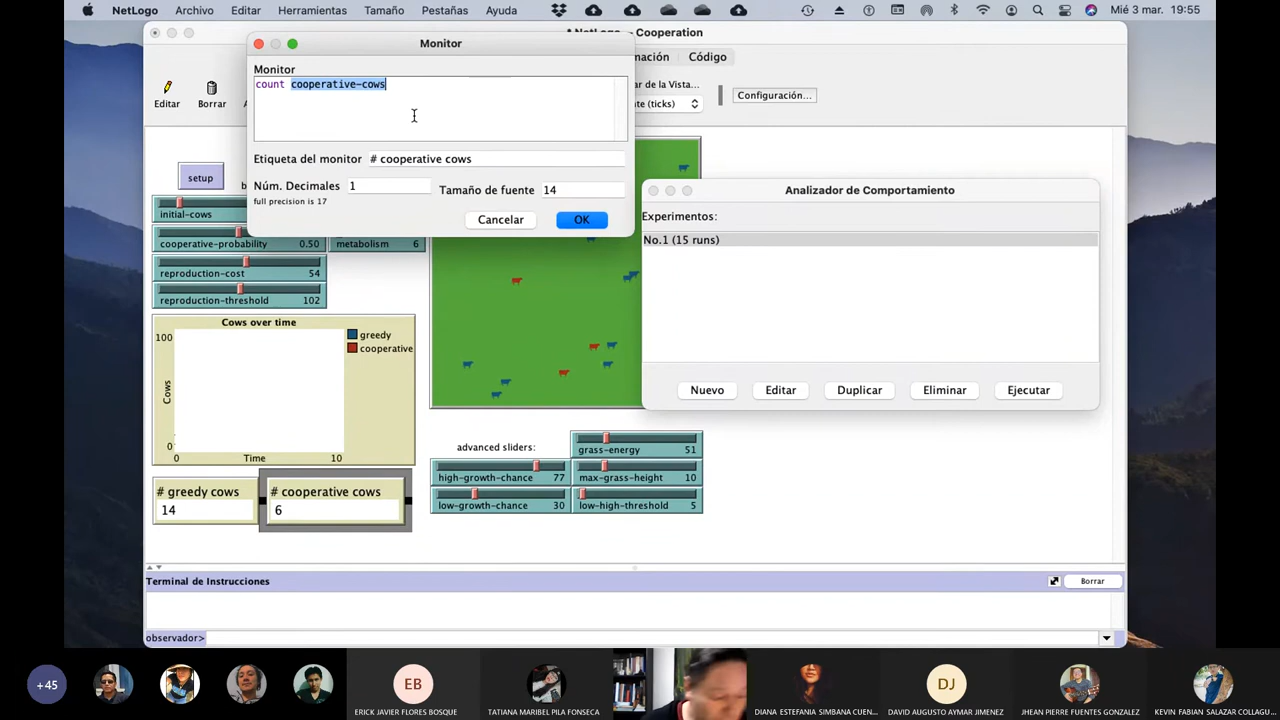 NetLogo Archivo Editar Herramientas Tamaño Pestañas Ayuda Mié 3 mar. 19:55
Cooperation
Monitor
mación Código
Monitor
count cooperative-cows
Editar Borrar
ar de la Vista...
nte (ticks) Configuración...
Etiqueta del monitor # cooperative cows
Núm. Decimales 1 Tamaño de fuente 14
full precision is 17
Cancelar OK
setup
initial-cows
cooperative-probability 0.50 metabolism 6
reproduction-cost 54
reproduction-threshold 102
Analizador de Comportamiento
Experimentos:
No.1 (15 runs)
Nuevo Editar Duplicar Eliminar Ejecutar
Cows over time
100
Cows
0
0 Time 10
greedy
cooperative
advanced sliders:
grass-energy 51
high-growth-chance 77 max-grass-height 10
low-growth-chance 30 low-high-threshold 5
# greedy cows
14
# cooperative cows
6
Terminal de Instrucciones Borrar
observador>
+45
EB
DJ
ERICK JAVIER FLORES BOSQUE
TATIANA MARIBEL PILA FONSECA
DIANA ESTEFANIA SIMBANA CUEN...
DAVID AUGUSTO AYMAR JIMENEZ
JHEAN PIERRE FUENTES GONZALEZ
KEVIN FABIAN SALAZAR COLLAGU...